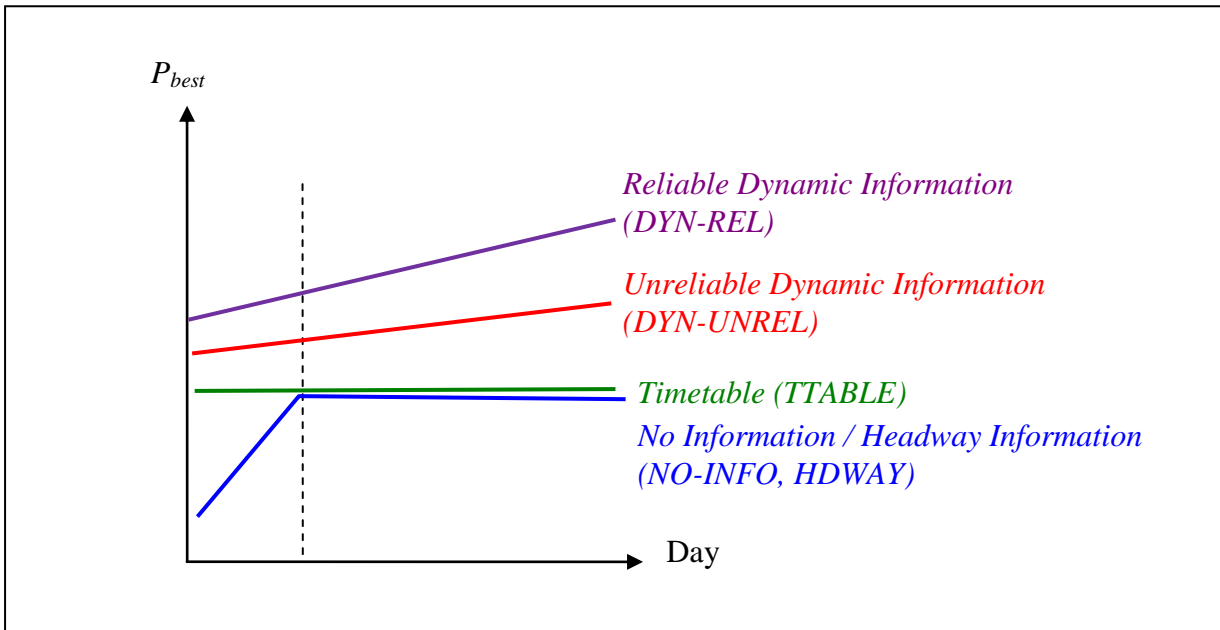 P_best
Reliable Dynamic Information
(DYN-REL)
Unreliable Dynamic Information
(DYN-UNREL)
Timetable (TTABLE)
No Information / Headway Information
(NO-INFO, HDWAY)
Day